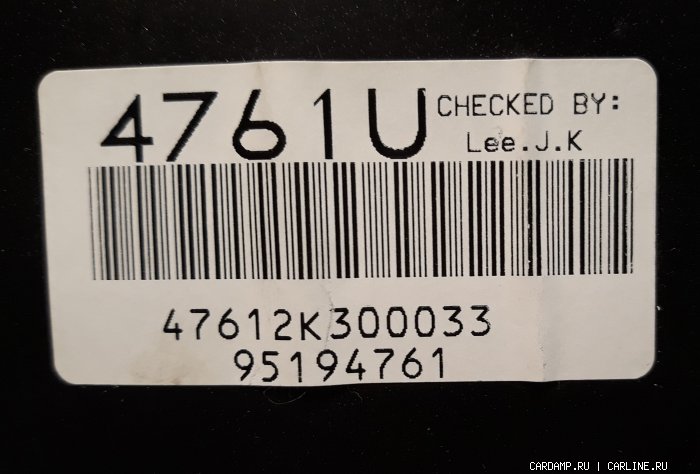 4761U
CHECKED BY:
Lee.J.K
47612K300033
95194761
CARDAMP.RU | CARLINE.RU